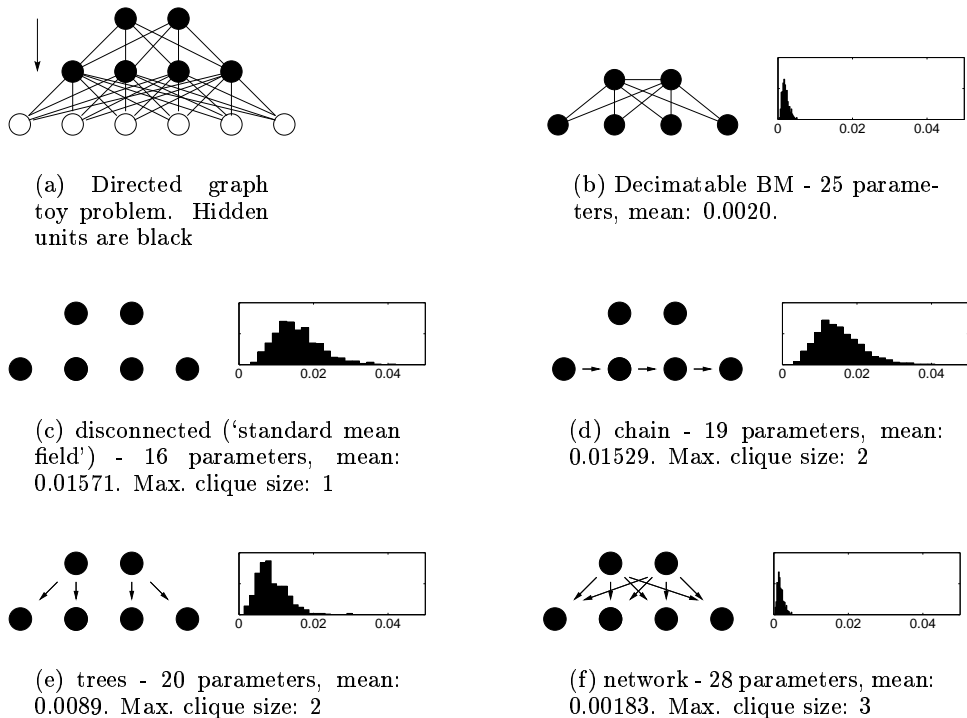 0 0.02 0.04
(a) Directed graph
toy problem. Hidden
units are black
(b) Decimatable BM - 25 parame-
ters, mean: 0.0020.
0 0.02 0.04
0 0.02 0.04
(c) disconnected (‘standard mean
field’) - 16 parameters, mean:
0.01571. Max. clique size: 1
(d) chain - 19 parameters, mean:
0.01529. Max. clique size: 2
0 0.02 0.04
0 0.02 0.04
(e) trees - 20 parameters, mean:
0.0089. Max. clique size: 2
(f) network - 28 parameters, mean:
0.00183. Max. clique size: 3